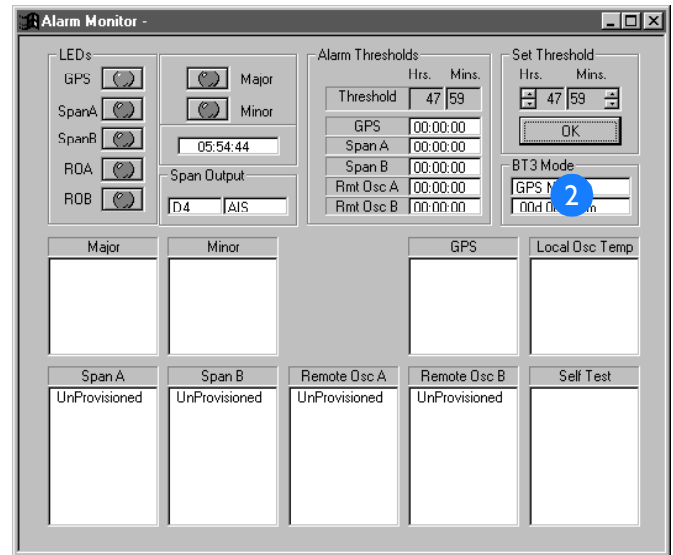 Alarm Monitor -
LEDs
GPS
SpanA
SpanB
ROA
ROB
Major
Minor
05:54:44
Span Output
D4 AIS
Alarm Thresholds
Hrs. Mins.
Threshold 47 59
GPS 00:00:00
Span A 00:00:00
Span B 00:00:00
Rmt Osc A 00:00:00
Rmt Osc B 00:00:00
Set Threshold
Hrs. Mins.
47 59
OK
BT3 Mode
GPS
00d
2
Major
Minor
GPS
Local Osc Temp
Span A
UnProvisioned
Span B
UnProvisioned
Remote Osc A
UnProvisioned
Remote Osc B
UnProvisioned
Self Test